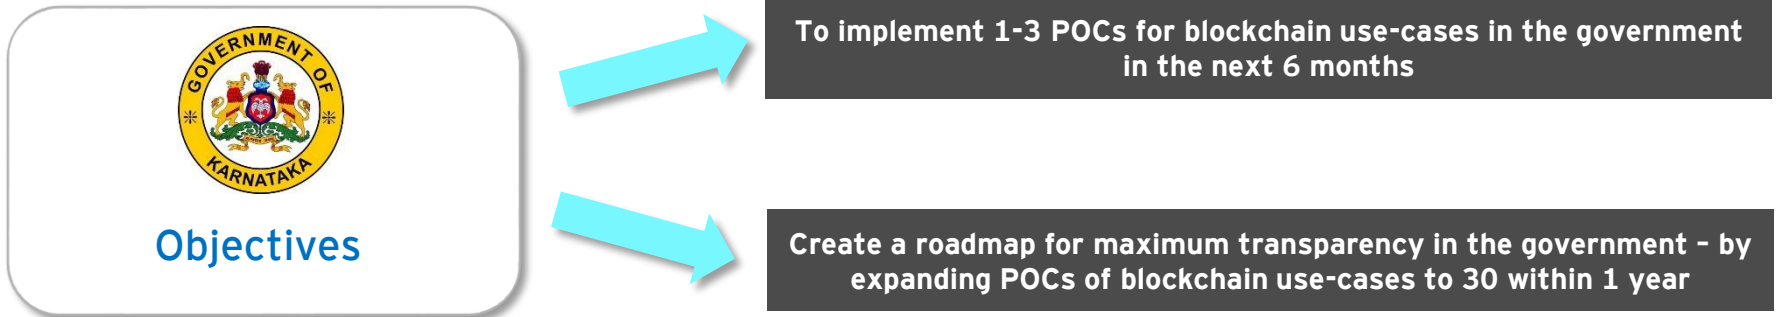 GOVERNMENT OF
KARNATAKA
Objectives
To implement 1-3 POCs for blockchain use-cases in the government
in the next 6 months
Create a roadmap for maximum transparency in the government – by
expanding POCs of blockchain use-cases to 30 within 1 year